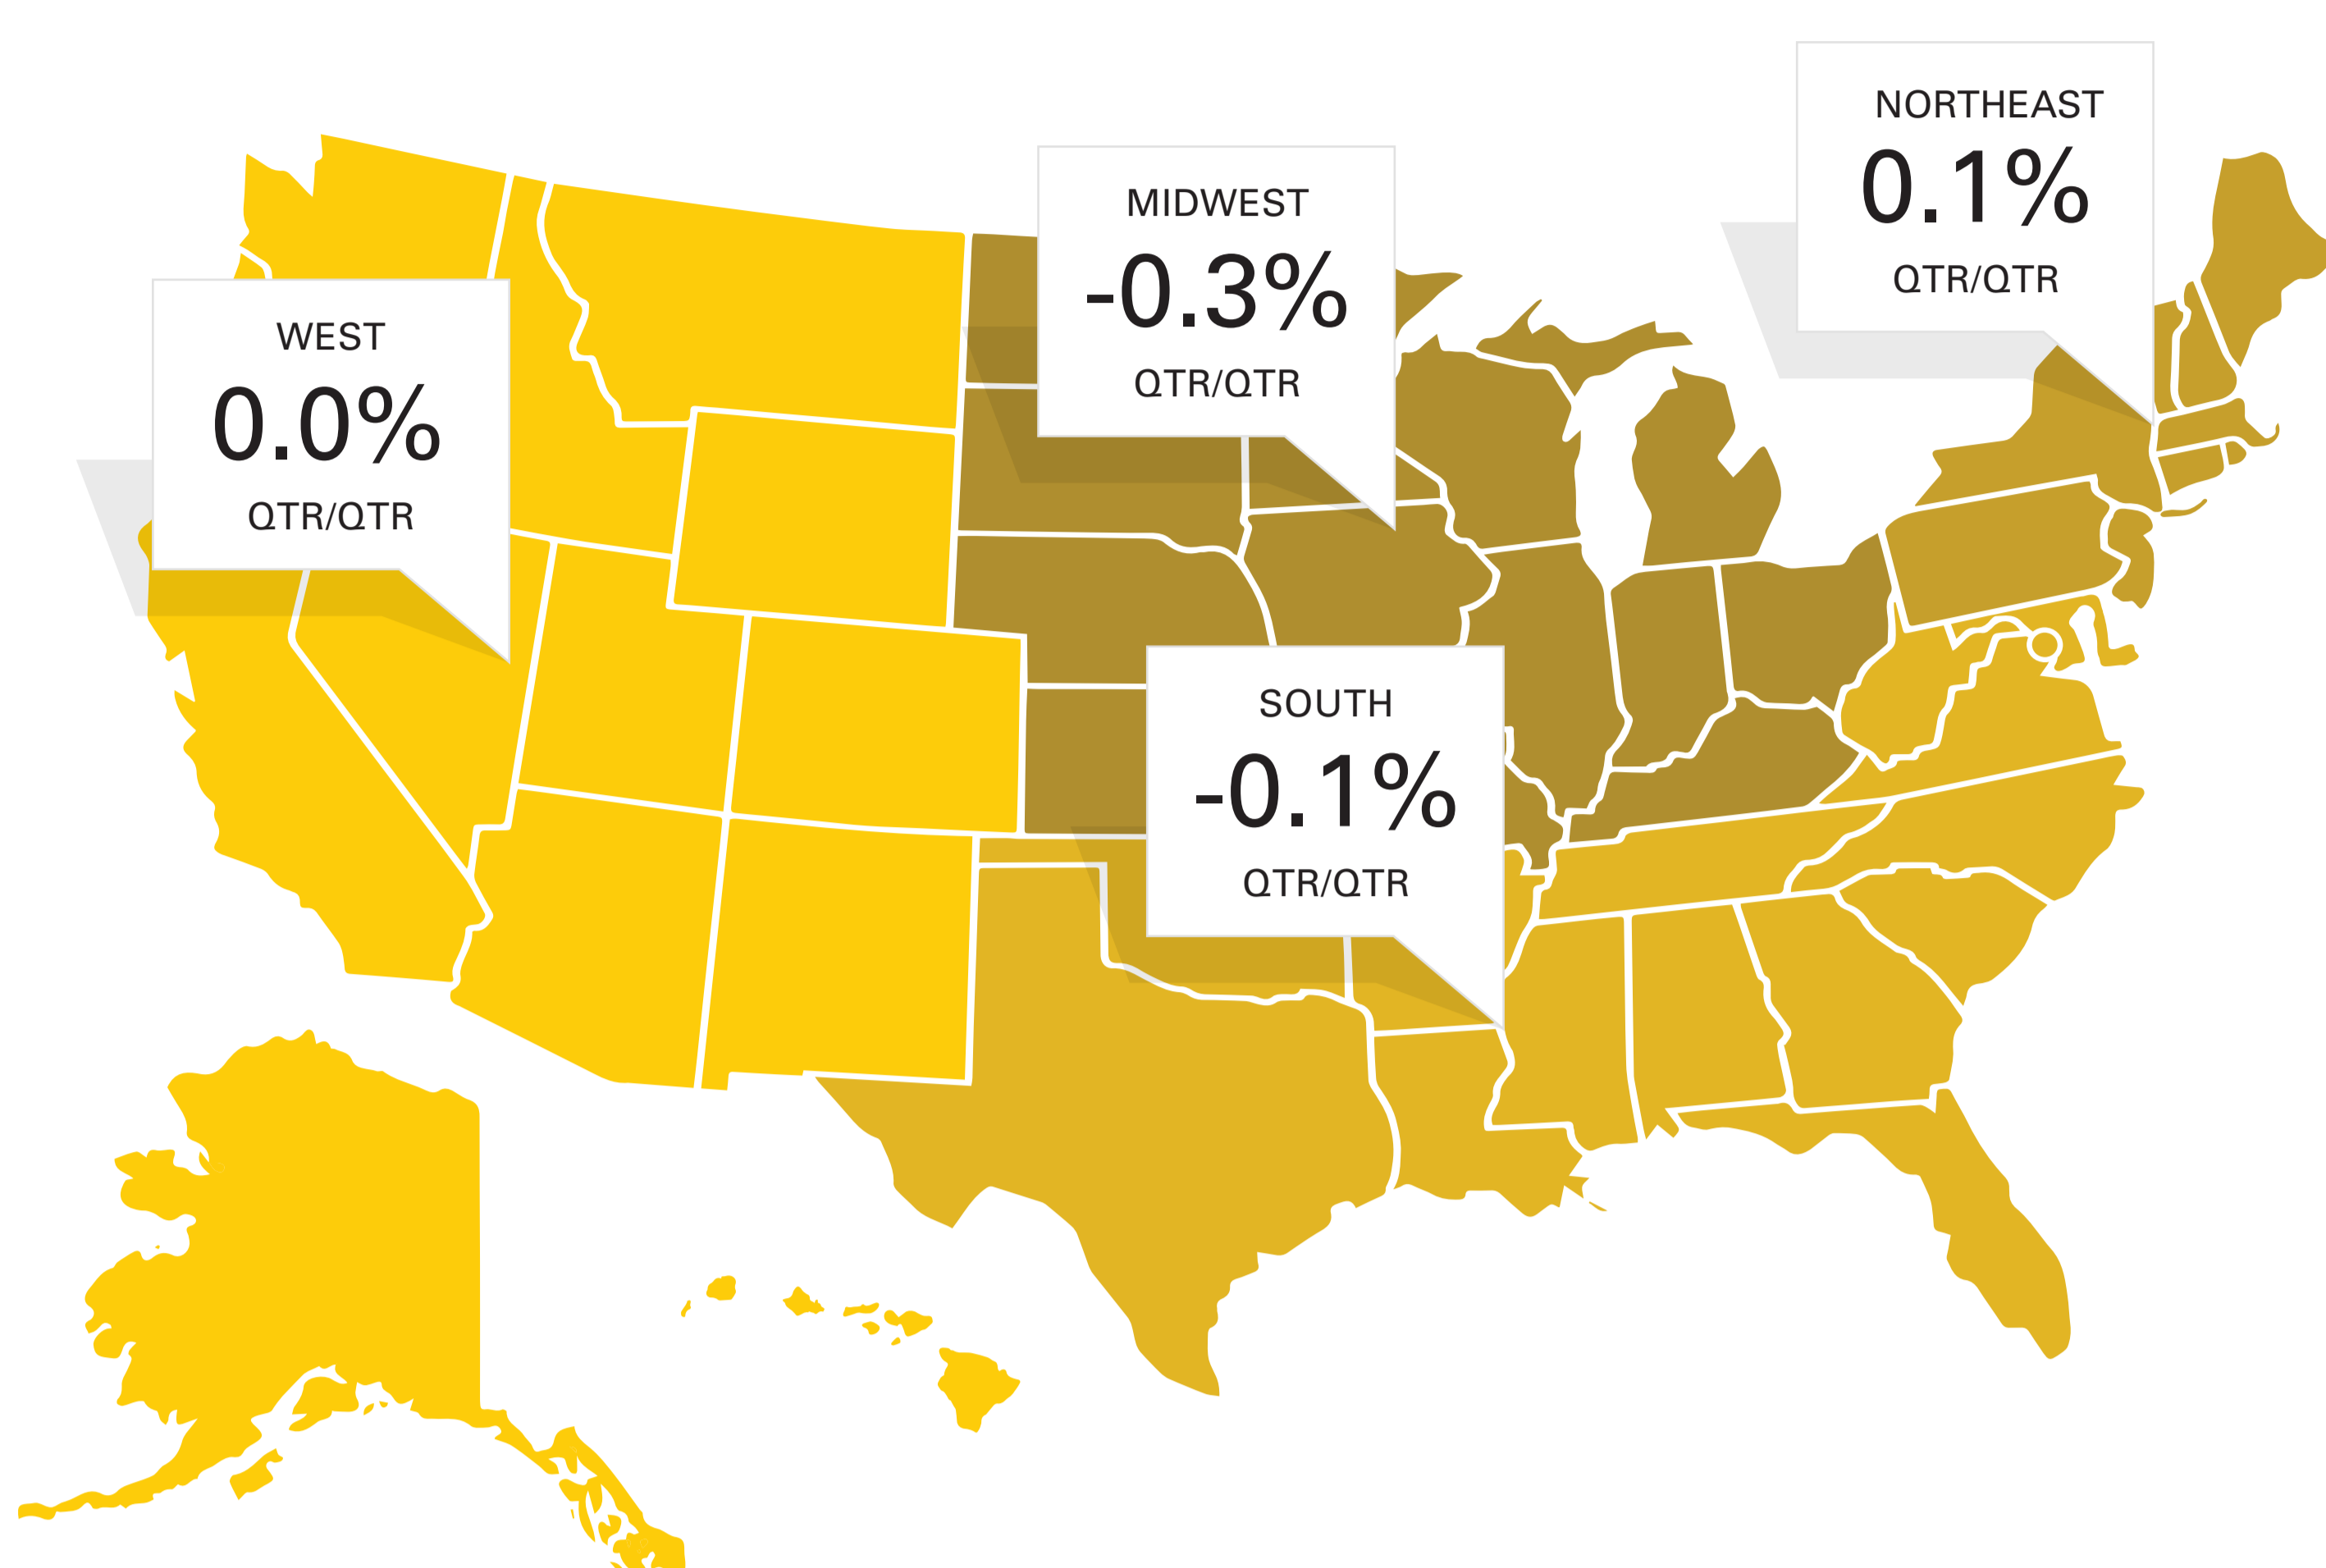 NORTHEAST
0.1%
QTR/QTR
MIDWEST
-0.3%
QTR/QTR
WEST
0.0%
QTR/QTR
SOUTH
-0.1%
QTR/QTR